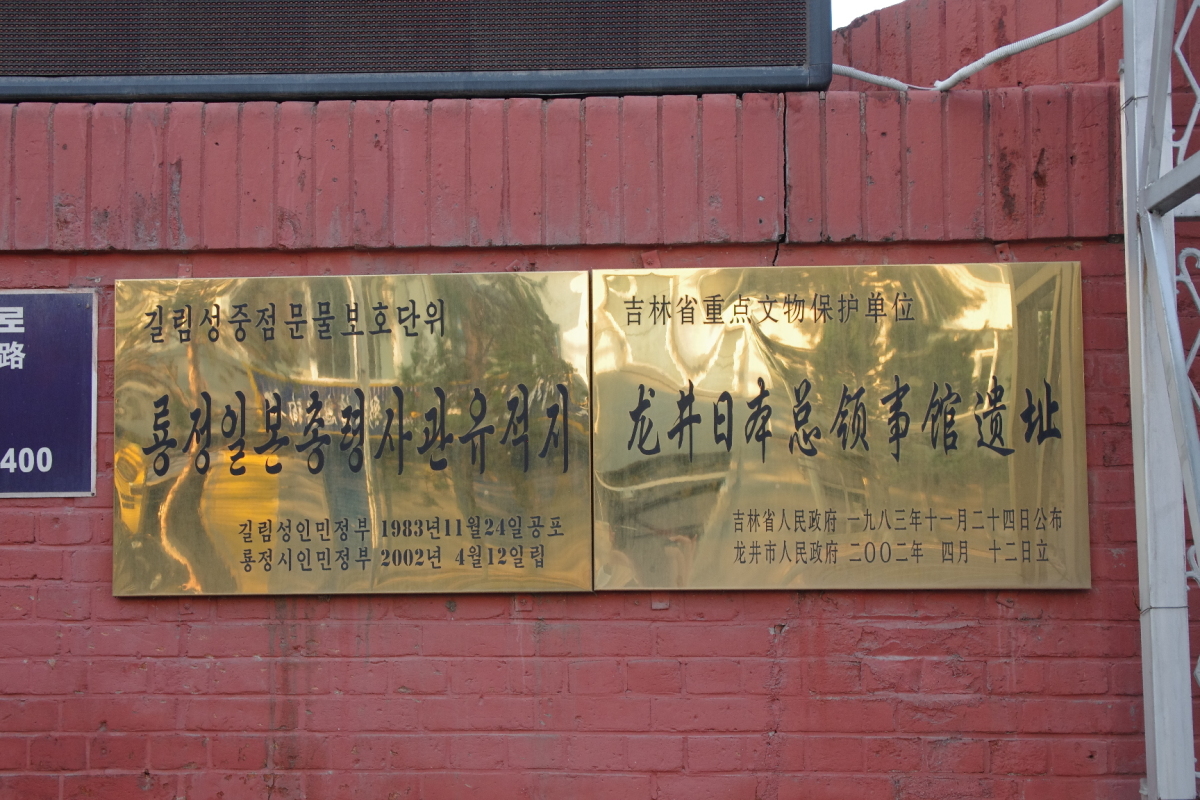 로
路
400
길림성중점문물보호단위
룡정일본총령사관유적지
길림성인민정부 1983년11월24일공포
룡정시인민정부 2002년 4월12일립
吉林省重点文物保护单位
龙井日本总领事馆遗址
吉林省人民政府 一九八三年十一月二十四日公布
龙井市人民政府 二〇〇二年 四月 十二日立